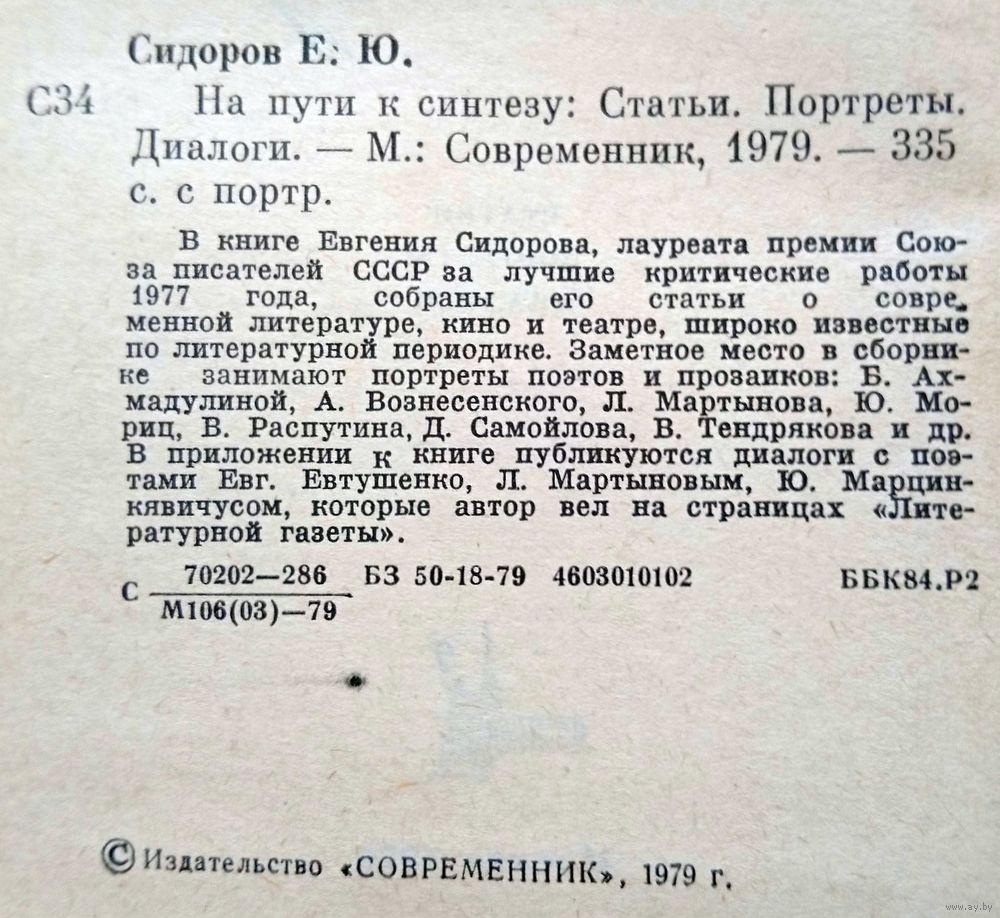 Сидоров Е. Ю.
С34 На пути к синтезу: Статьи. Портреты.
Диалоги. — М.: Современник, 1979. — 335
с. с портр.
В книге Евгения Сидорова, лауреата премии Сою-
за писателей СССР за лучшие критические работы
1977 года, собраны его статьи о совре-
менной литературе, кино и театре, широко известные
по литературной периодике. Заметное место в сборни-
ке занимают портреты поэтов и прозаиков: Б. Ах-
мадулиной, А. Вознесенского, Л. Мартынова, Ю. Мо-
риц, В. Распутина, Д. Самойлова, В. Тендрякова и др.
В приложении к книге публикуются диалоги с поэ-
тами Евг. Евтушенко, Л. Мартыновым, Ю. Марцин-
кявичусом, которые автор вел на страницах «Лите-
ратурной газеты».
С 70202—286 БЗ 50-18-79 4603010102 ББК84.Р2
М106(03)—79
© Издательство «СОВРЕМЕННИК», 1979 г.
www.ay.by